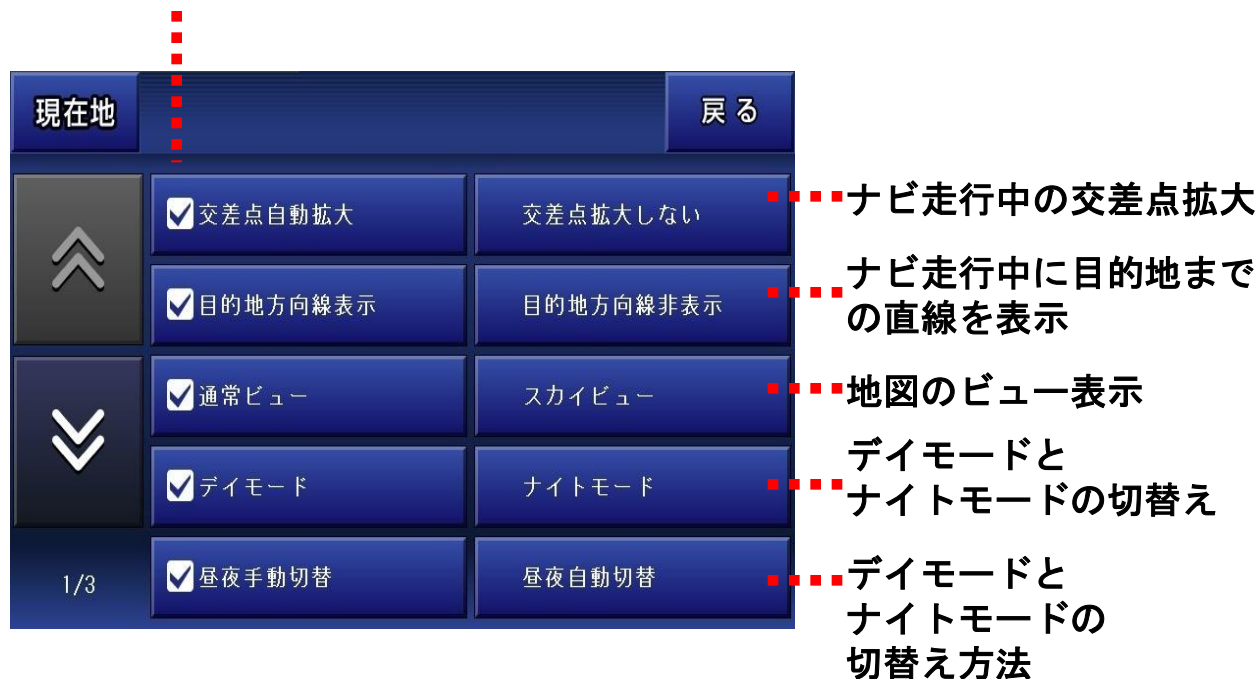 現在地
戻る
交差点自動拡大 交差点拡大しない
ナビ走行中の交差点拡大
目的地方向線表示 目的地方向線非表示
ナビ走行中に目的地まで
の直線を表示
通常ビュー スカイビュー
地図のビュー表示
デイモード ナイトモード
デイモードと
ナイトモードの切替え
1/3
昼夜手動切替 昼夜自動切替
デイモードと
ナイトモードの
切替え方法